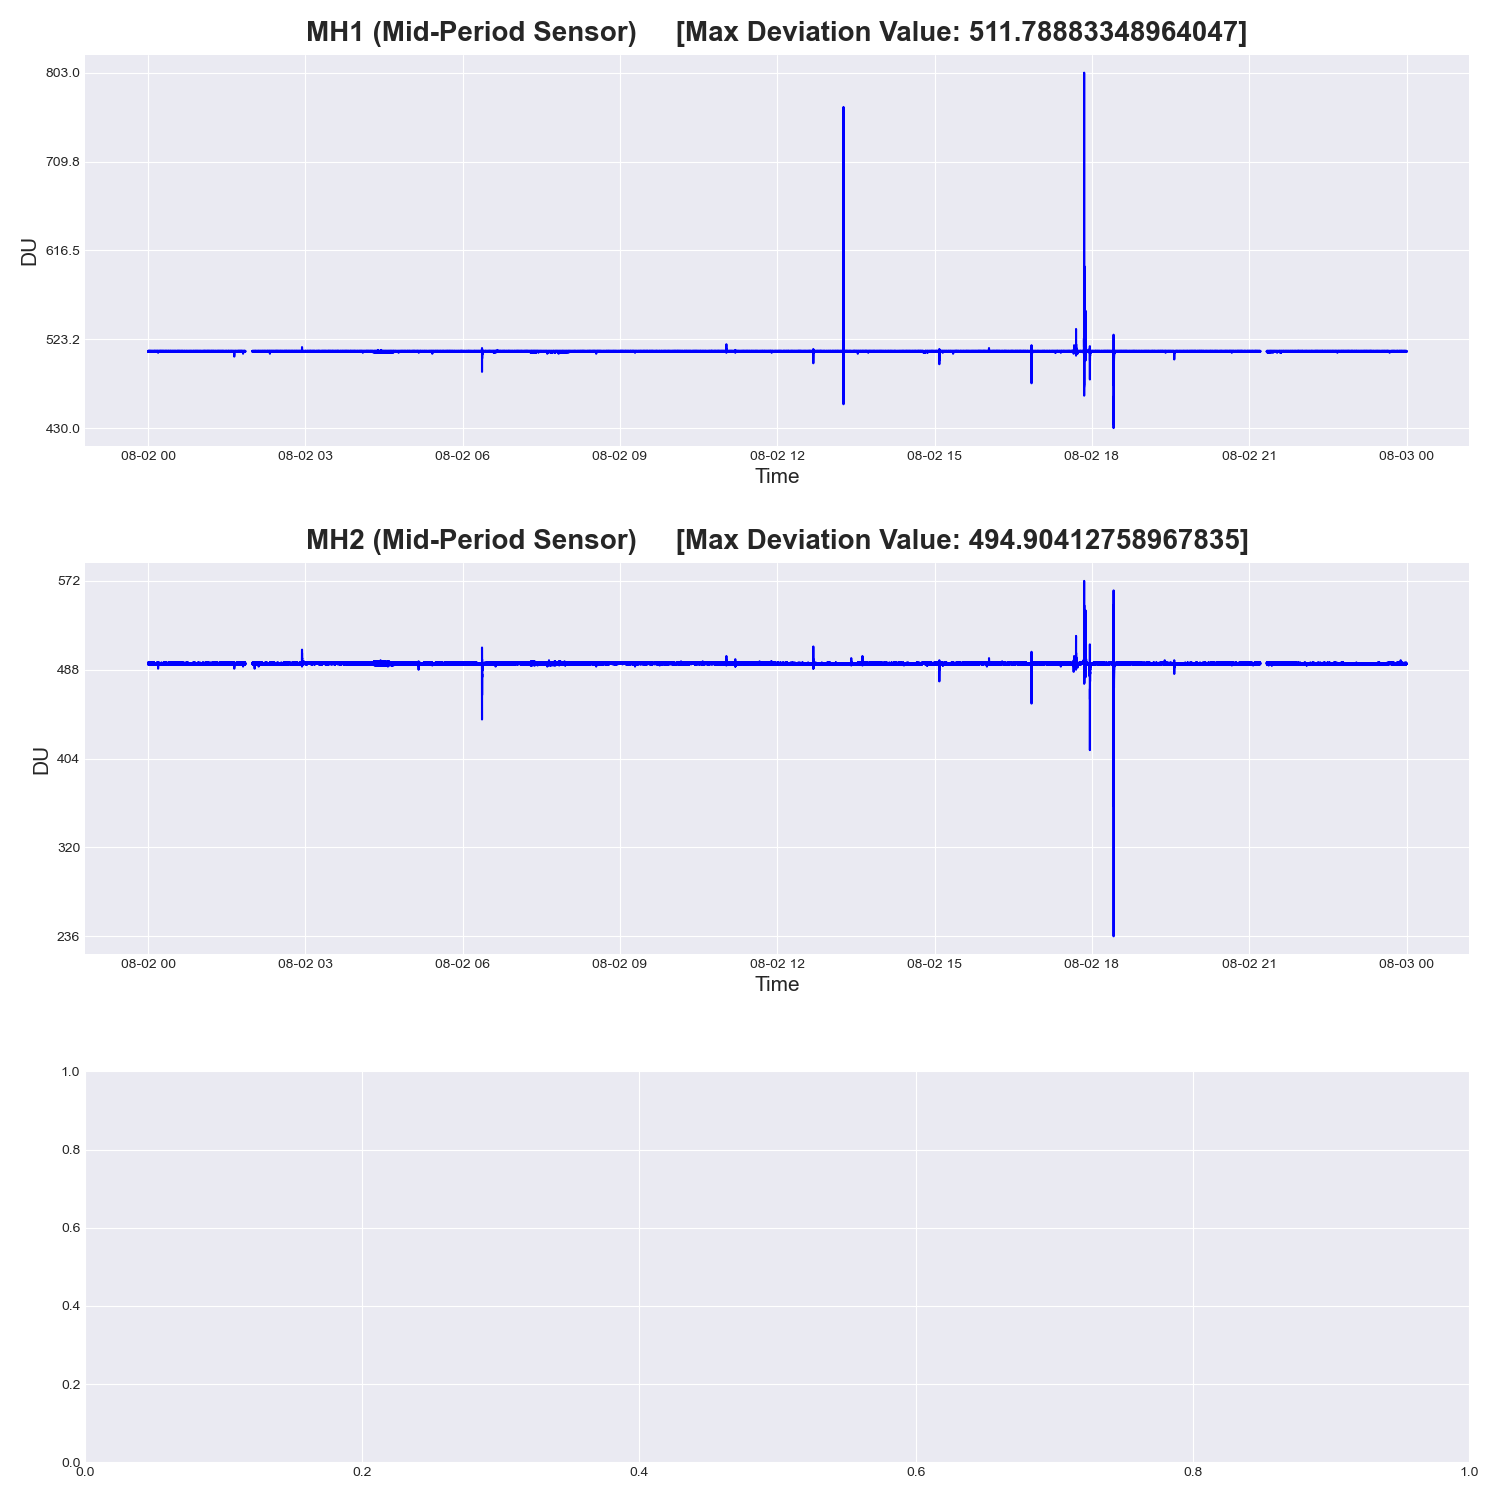 MH1 (Mid-Period Sensor) [Max Deviation Value: 511.78883348964047]
803.0
709.8
616.5
523.2
430.0
DU
08-02 00 08-02 03 08-02 06 08-02 09 08-02 12 08-02 15 08-02 18 08-02 21 08-03 00
Time
MH2 (Mid-Period Sensor) [Max Deviation Value: 494.90412758967835]
572
488
404
320
236
DU
08-02 00 08-02 03 08-02 06 08-02 09 08-02 12 08-02 15 08-02 18 08-02 21 08-03 00
Time
1.0
0.8
0.6
0.4
0.2
0.0
0.0 0.2 0.4 0.6 0.8 1.0